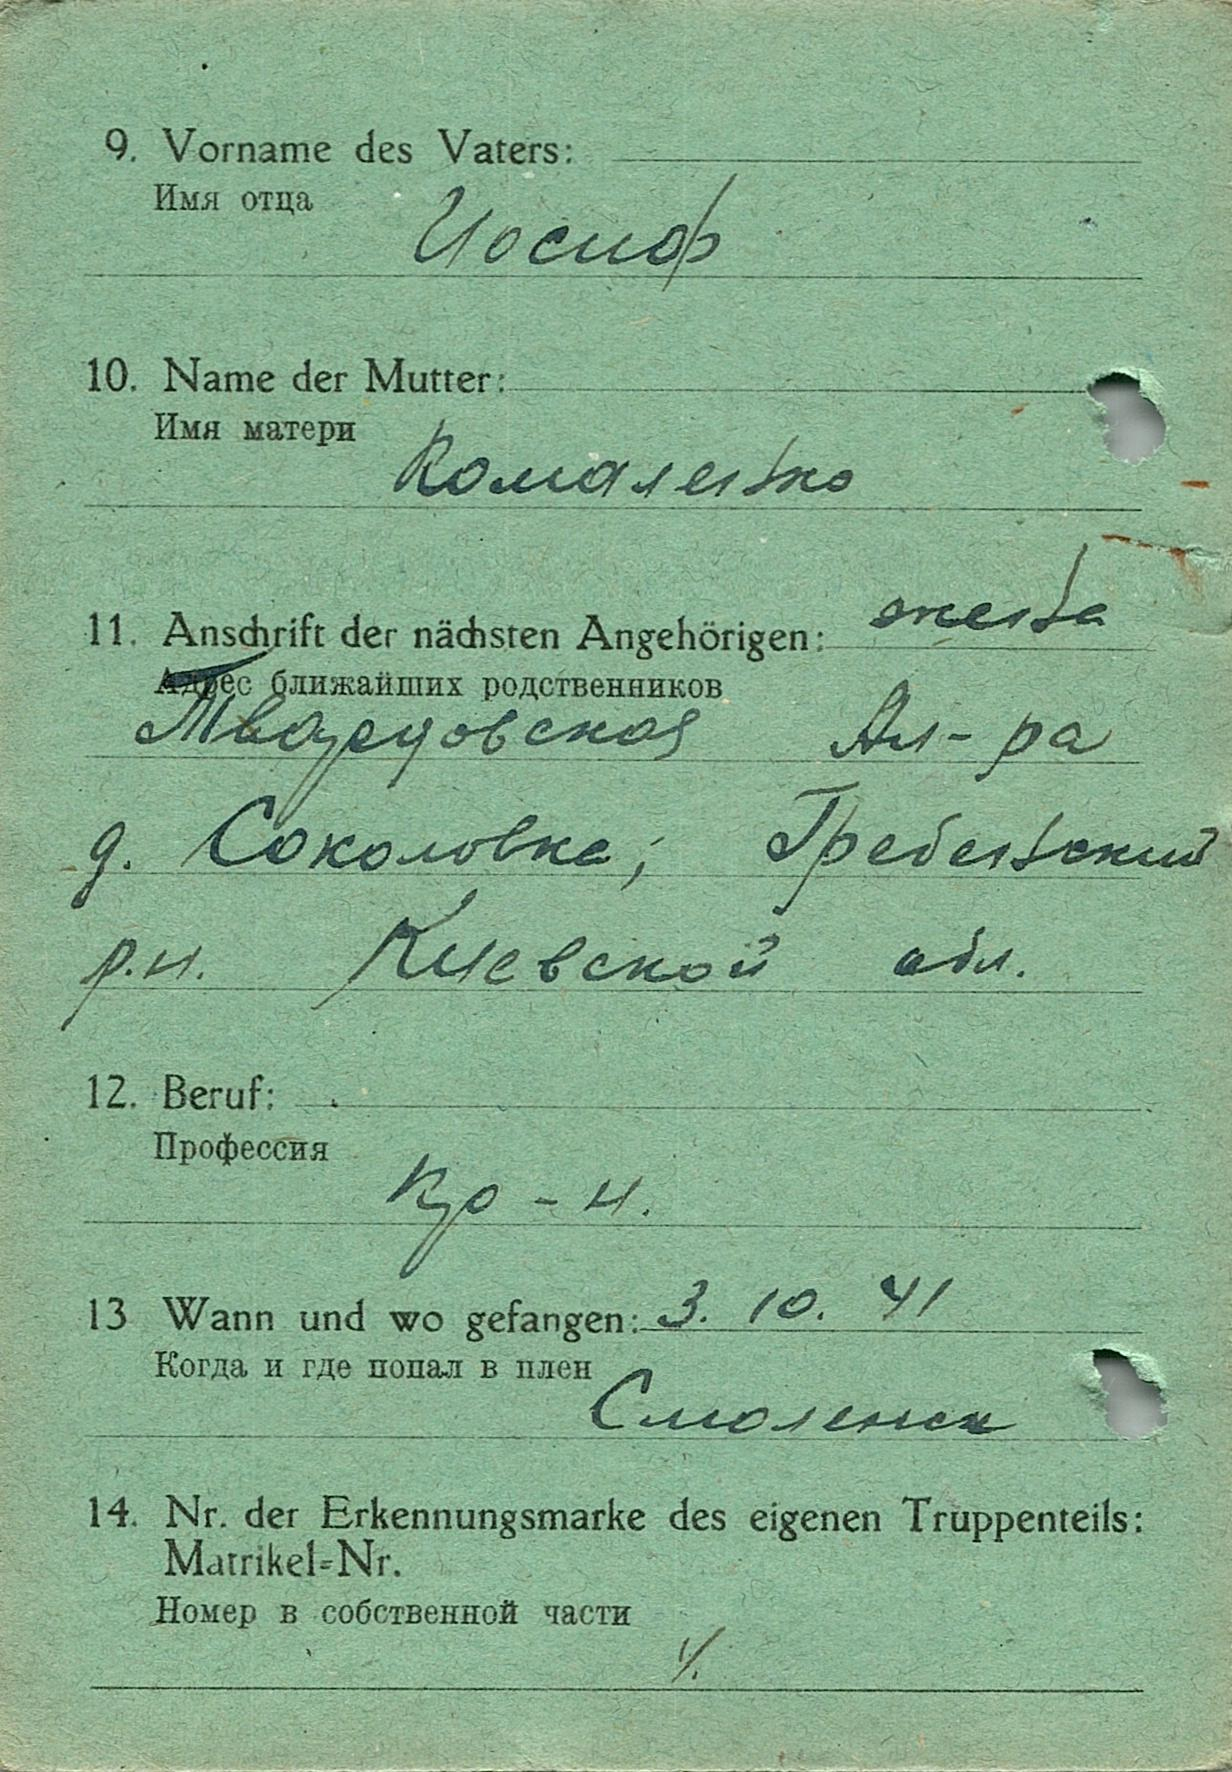 9. Vorname des Vaters:
Имя отца
Иосиф
10. Name der Mutter:
Имя матери
Комаленко
11. Anschrift der nächsten Angehörigen: жена
Адрес ближайших родственников
Твардовская Ал-ра
д. Соколовка, Гребенский
р.н. Киевской обл.
12. Beruf:
Профессия
Кр-н.
13 Wann und wo gefangen: 3. 10. 41
Когда и где попал в плен
Смоленск
14. Nr. der Erkennungsmarke des eigenen Truppenteils:
Matrikel-Nr.
Номер в собственной части